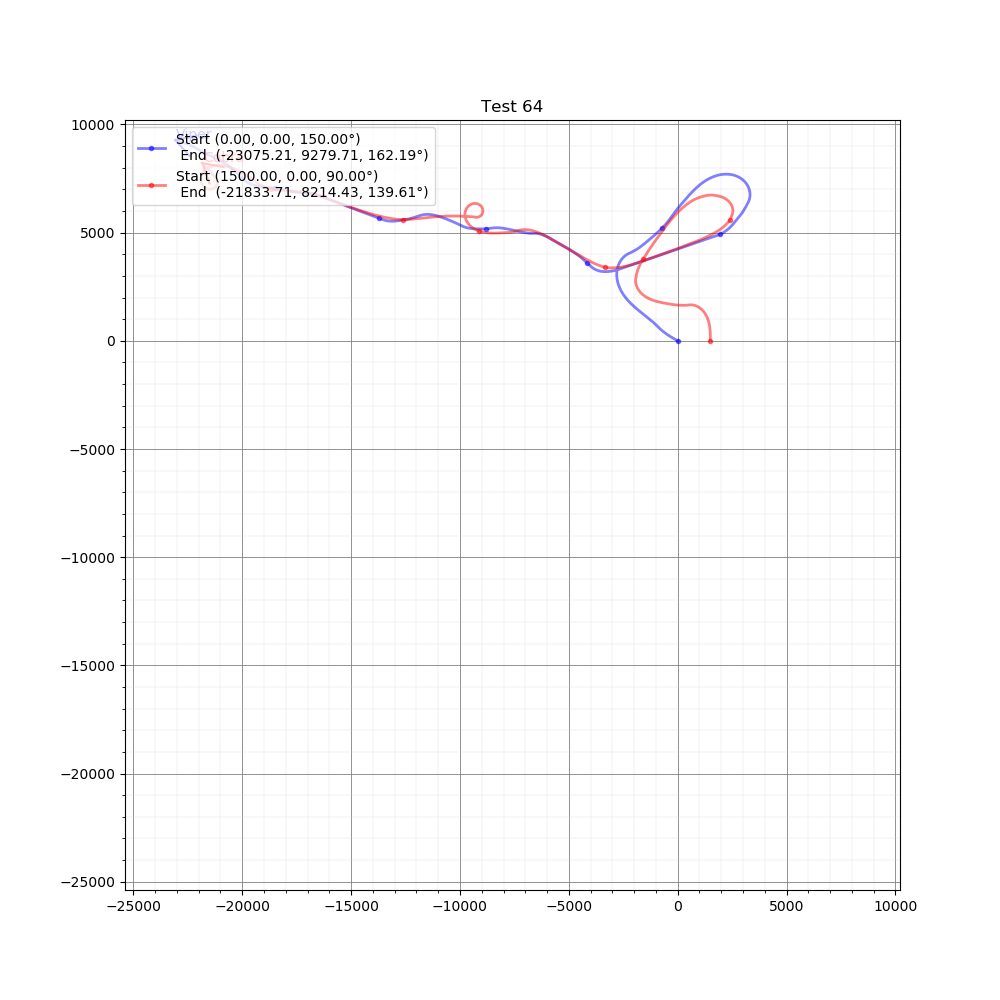 Test 64
Viper
Start (0.00, 0.00, 150.00°)
End (-23075.21, 9279.71, 162.19°)
Start (1500.00, 0.00, 90.00°)
End (-21833.71, 8214.43, 139.61°)
10000
5000
0
−5000
−10000
−15000
−20000
−25000
−25000 −20000 −15000 −10000 −5000 0 5000 10000